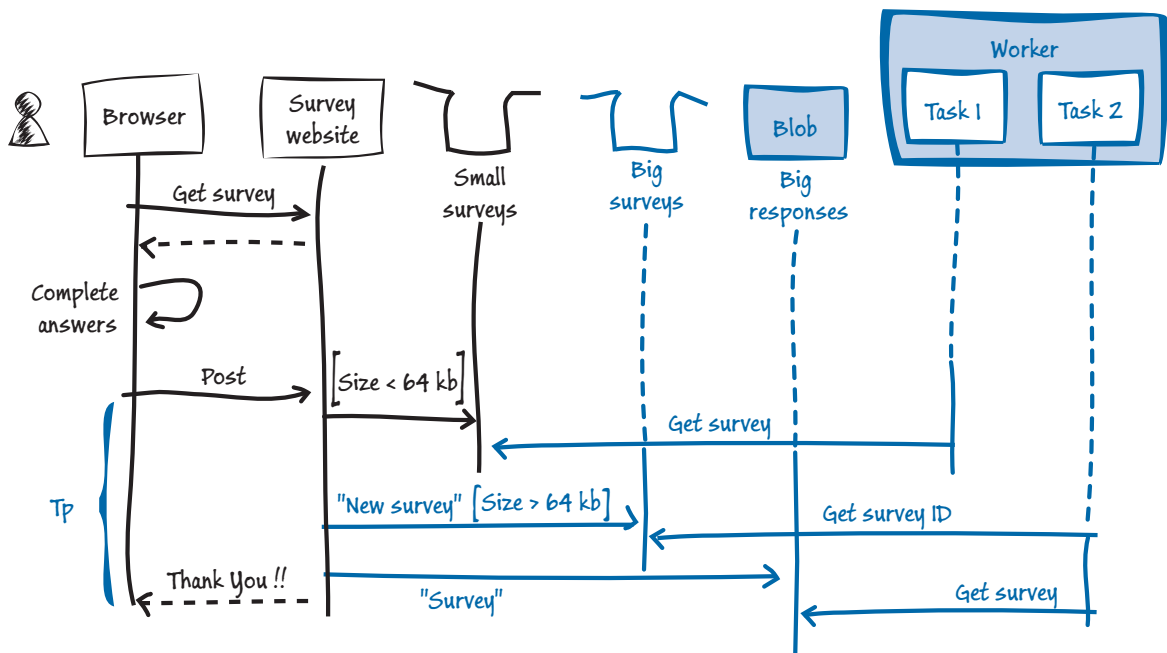 Worker
Browser
Survey
website
Blob
Task 1
Task 2
Small
surveys
Big
surveys
Big
responses
Get survey
Complete
answers
Post
[Size < 64 kb]
Get survey
Tp
"New survey" [Size > 64 kb]
Get survey ID
Thank You !!
"Survey"
Get survey